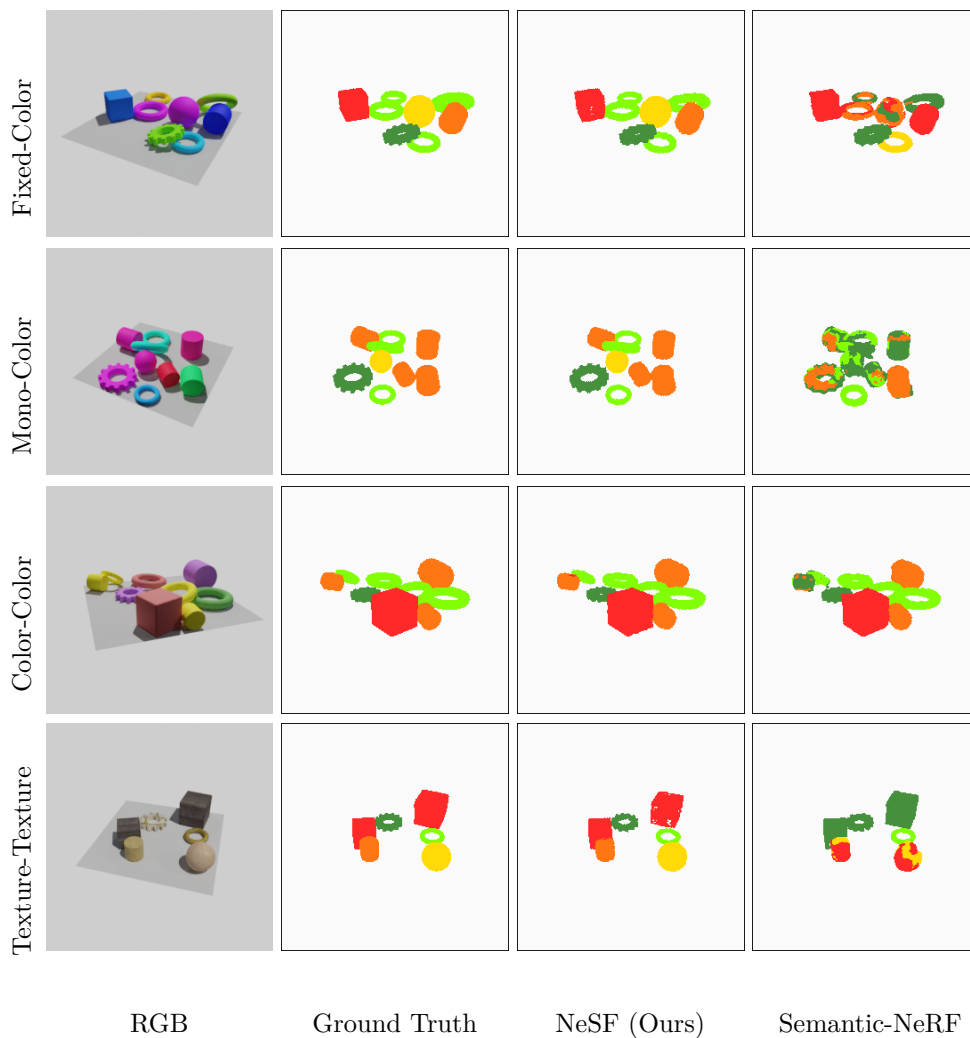 Fixed-Color
Mono-Color
Color-Color
Texture-Texture
RGB
Ground Truth
NeSF (Ours)
Semantic-NeRF